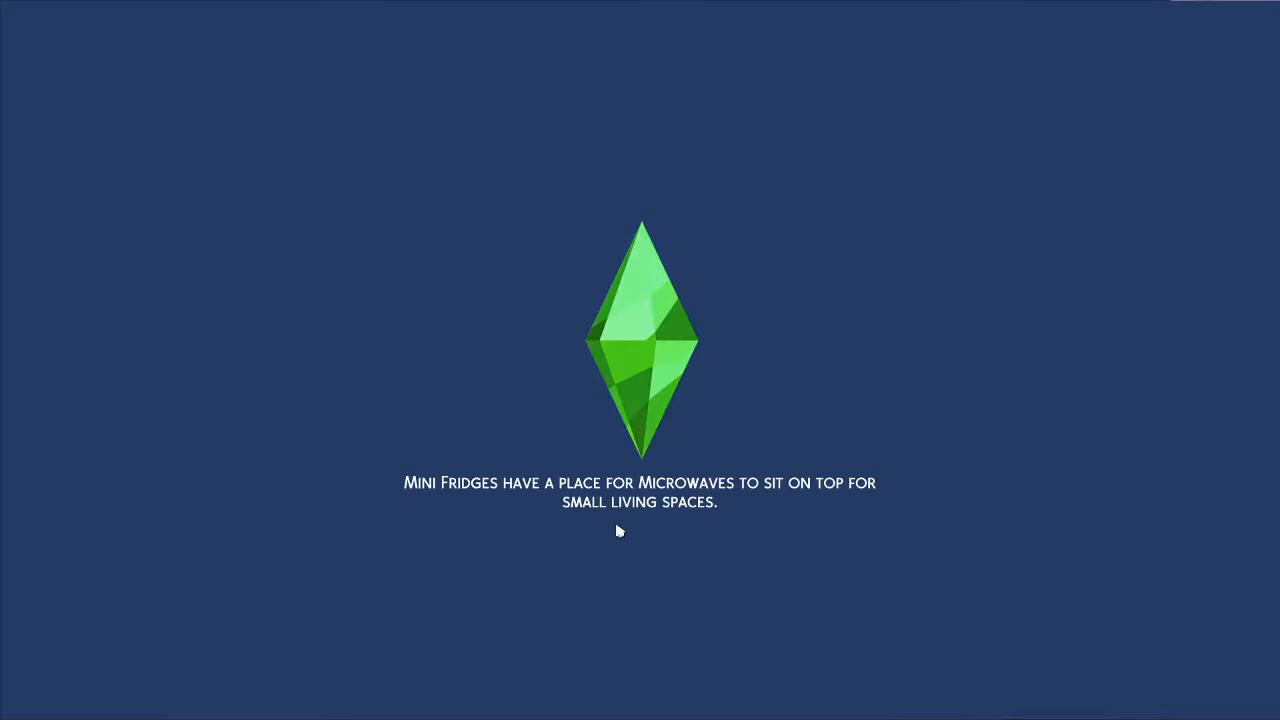 Mini Fridges have a place for Microwaves to sit on top for
small living spaces.